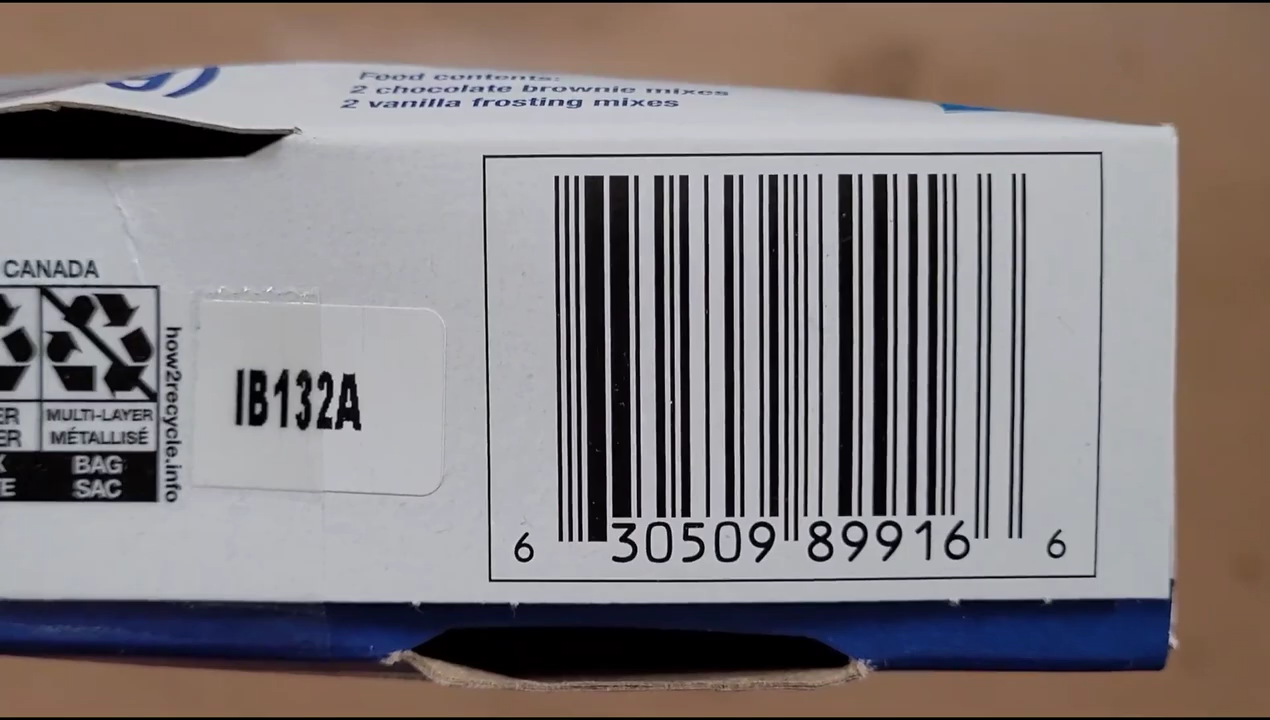 Food contents:
2 chocolate brownie mixes
2 vanilla frosting mixes
CANADA
MULTI-LAYER
MÉTALLISÉ
BAG
SAC
how2recycle.info
IB132A
6 30509 89916 6